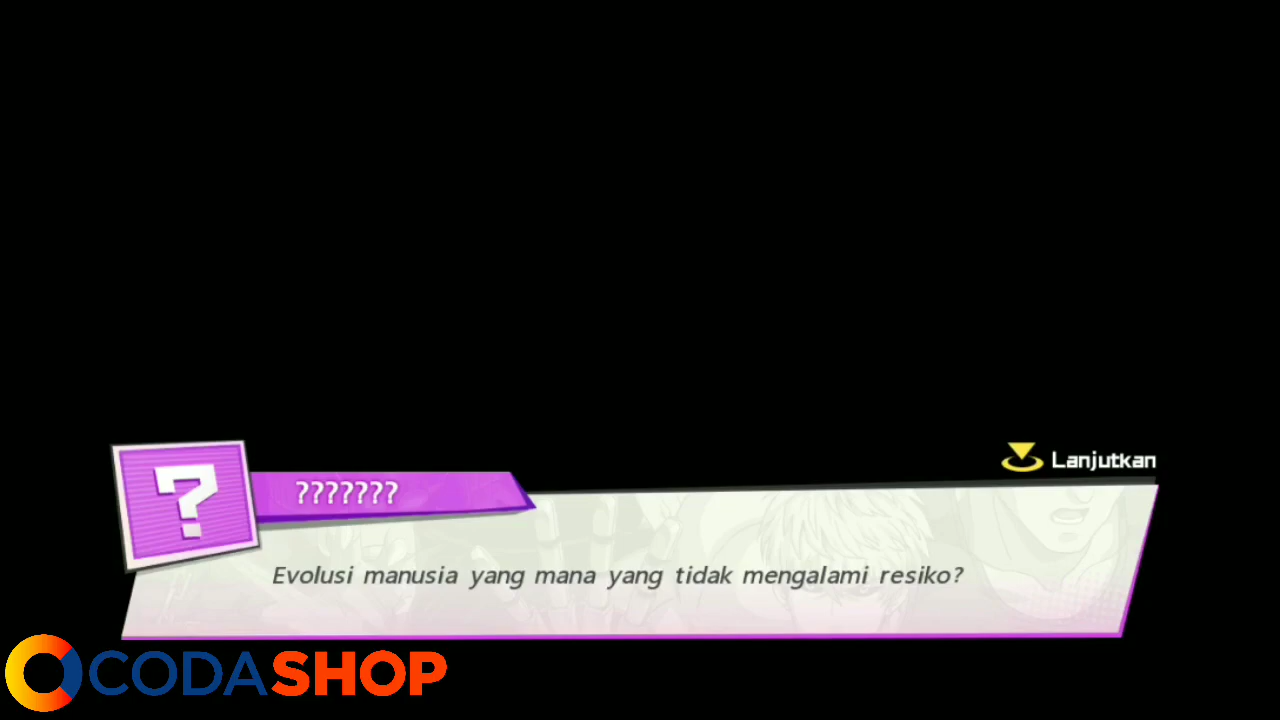 Lanjutkan
???????
Evolusi manusia yang mana yang tidak mengalami resiko?
CODASHOP